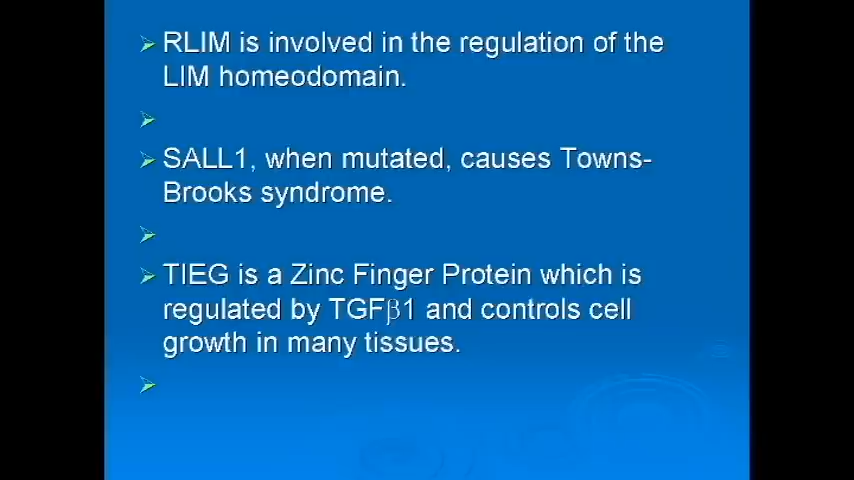 RLIM is involved in the regulation of the
LIM homeodomain.
SALL1, when mutated, causes Towns-
Brooks syndrome.
TIEG is a Zinc Finger Protein which is
regulated by TGFβ1 and controls cell
growth in many tissues.